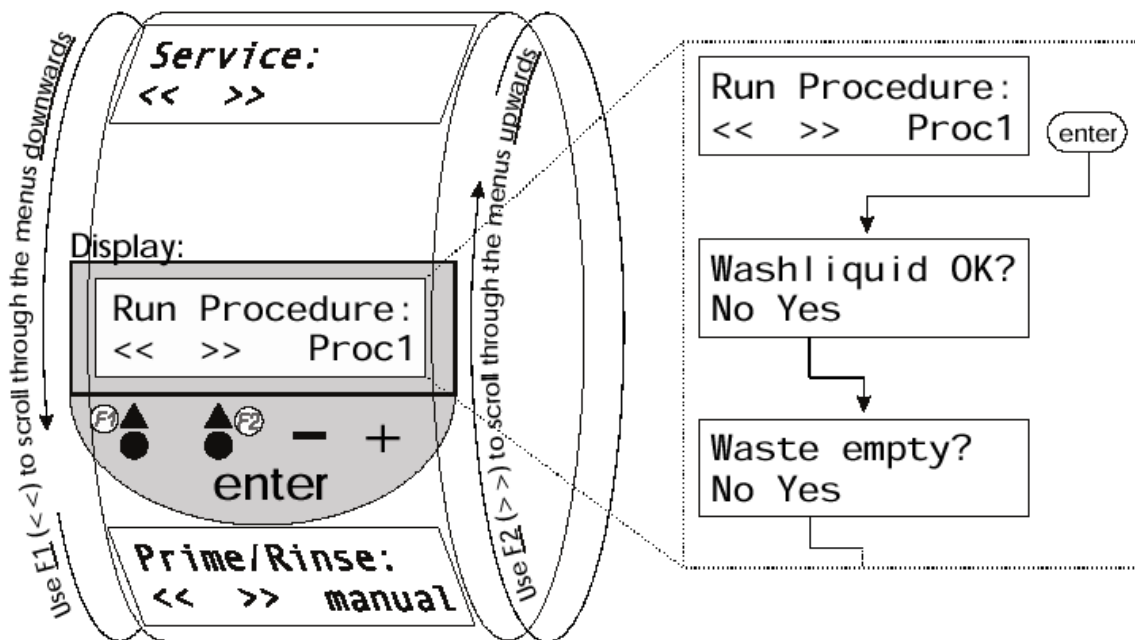 Use F1 (< <) to scroll through the menus downwards
Service:
<< >>
Use F2 (> >) to scroll through the menus upwards
Display:
Run Procedure:
<< >> Proc1
F1 F2 - +
enter
Prime/Rinse:
<< >> manual
Run Procedure:
<< >> Proc1
enter
Washliquid OK?
No Yes
Waste empty?
No Yes